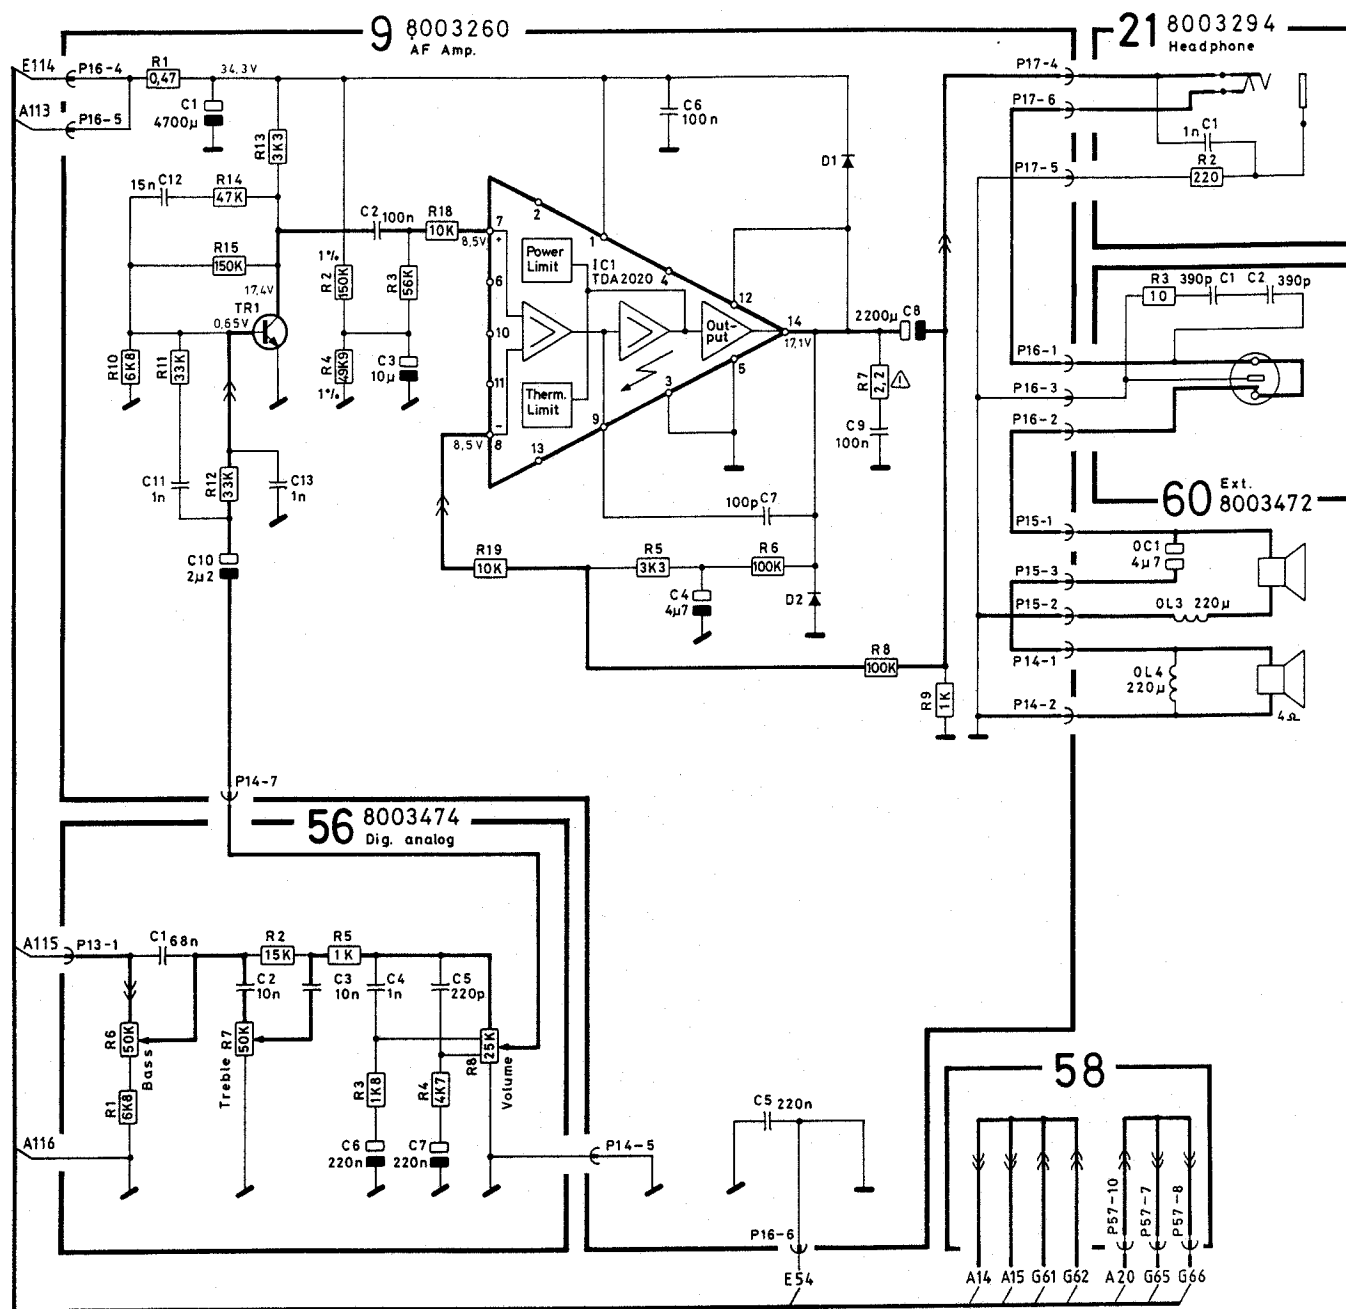 9 8003260
AF Amp.
21 8003294
Headphone
E114
P16-4
R1
0,47
34,3V
A113
P16-5
C1
4700µ
R13
3K3
C6
100n
D1
P17-4
P17-6
1n C1
R2
220
P17-5
15n C12
R14
47K
R15
150K
17,4V
TR1
0,65V
C2 100n
R18
10K
1%
R2
150K
R3
56K
R4
49K9
1%
C3
10µ
R10
6K8
R11
33K
7
8,5V
+
2
1
4
12
Power
Limit
IC1
TDA2020
6
10
11
Out-
put
14
17,1V
Therm.
Limit
3
5
9
-
8
8,5V
13
2200µ C8
R7
2,2
C9
100n
R3 390p C1 C2 390p
10
P16-1
P16-3
P16-2
60 Ext.
8003472
C11
1n
R12
33K
C13
1n
C10
2µ2
100p C7
R19
10K
R5
3K3
R6
100K
C4
4µ7
D2
R8
100K
R9
1K
P15-1
0C1
4µ7
P15-3
P15-2
0L3 220µ
P14-1
0L4
220µ
P14-2
4Ω
P14-7
56 8003474
Dig. analog
A115
P13-1
C1 68n
R2
15K
R5
1K
C2
10n
C3
10n
C4
1n
C5
220p
R6
50K
Bass
R7
50K
Treble
R8
25K
Volume
R1
6K8
R3
1K8
R4
4K7
C6
220n
C7
220n
A116
P14-5
C5 220n
P16-6
E54
58
P57-10
P57-7
P57-8
A14 A15 G61 G62 A20 G65 G66